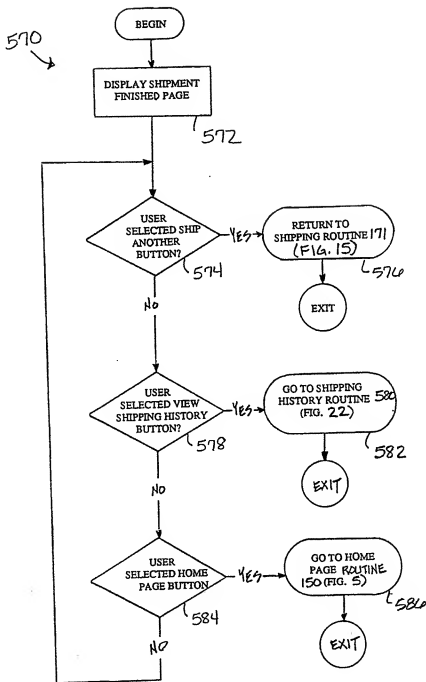 570
BEGIN
DISPLAY SHIPMENT
FINISHED PAGE
572
USER
SELECTED SHIP
ANOTHER
BUTTON?
574
YES
RETURN TO
SHIPPING ROUTINE 171
(FIG. 15)
576
EXIT
NO
USER
SELECTED VIEW
SHIPPING HISTORY
BUTTON?
578
YES
GO TO SHIPPING
HISTORY ROUTINE 580
(FIG. 22)
582
EXIT
NO
USER
SELECTED HOME
PAGE BUTTON
584
YES
GO TO HOME
PAGE ROUTINE
150 (FIG. 5)
586
EXIT
NO